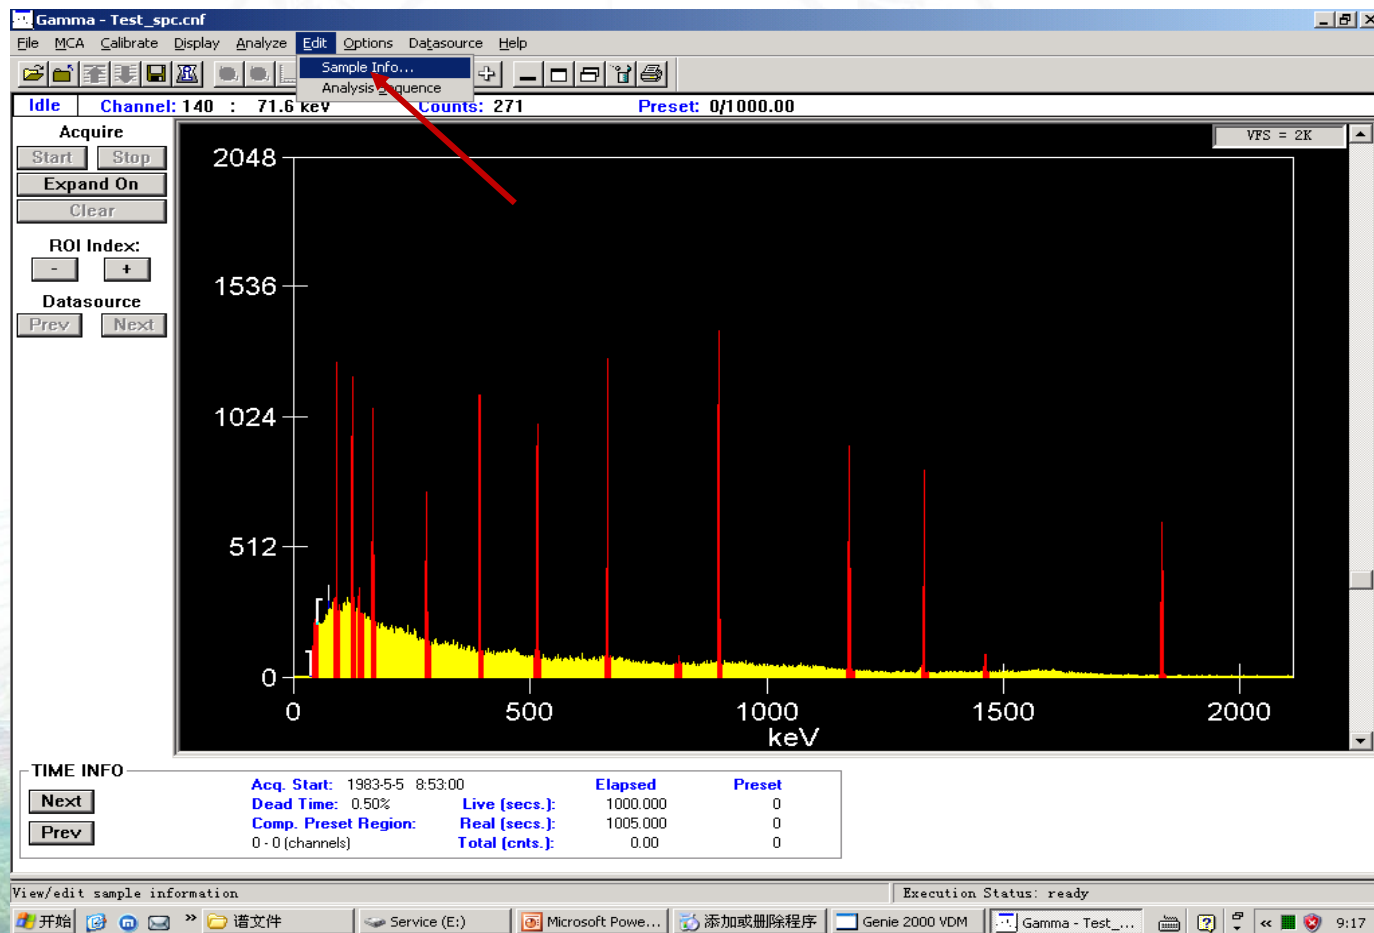 Gamma - Test_spc.cnf
File MCA Calibrate Display Analyze Edit Options Datasource Help
Sample Info...
Analysis Sequence
Idle Channel: 140 : 71.6 keV Counts: 271 Preset: 0/1000.00
Acquire
Start Stop
Expand On
Clear
ROI Index:
- +
Datasource
Prev Next
VFS = 2K
2048
1536
1024
512
0
0 500 1000 1500 2000
keV
TIME INFO
Next
Prev
Acq. Start: 1983-5-5 8:53:00 Elapsed Preset
Dead Time: 0.50% Live (secs.): 1000.000 0
Comp. Preset Region: Real (secs.): 1005.000 0
0 - 0 (channels) Total (cnts.): 0.00 0
View/edit sample information Execution Status: ready
开始 » 谱文件 Service (E:) Microsoft Powe... 添加或删除程序 Genie 2000 VDM Gamma - Test_... « 9:17